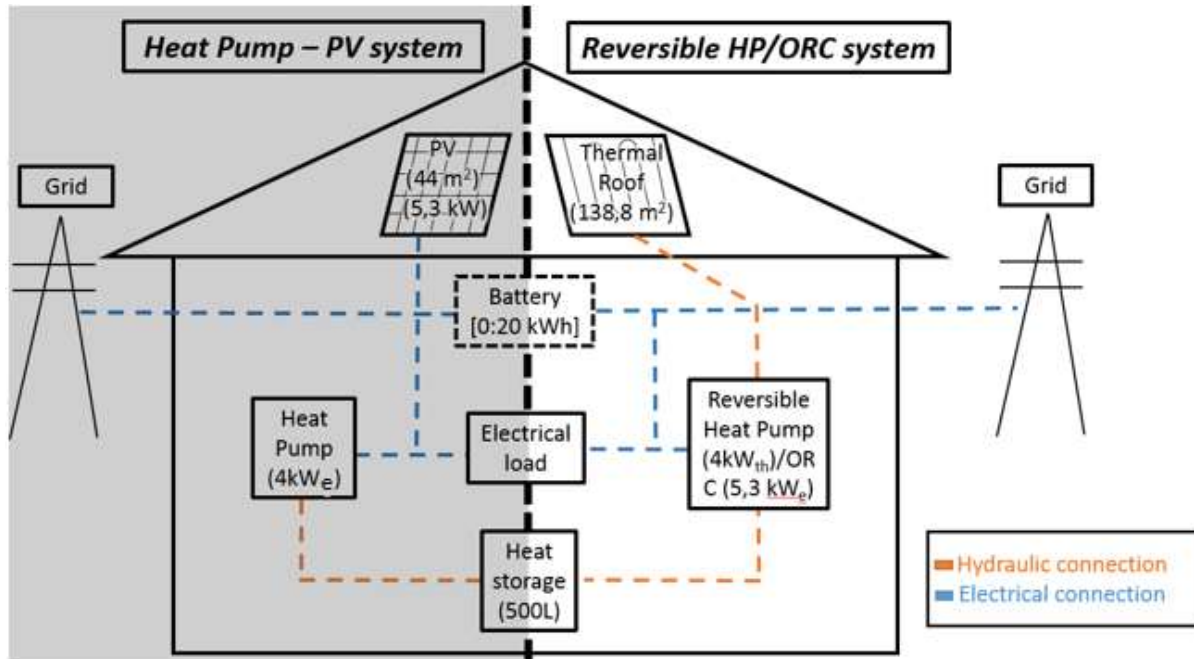 Heat Pump – PV system
Reversible HP/ORC system
Grid
PV
(44 m²)
(5,3 kW)
Thermal
Roof
(138,8 m²)
Grid
Battery
[0:20 kWh]
Heat
Pump
(4kWe)
Electrical
load
Reversible
Heat Pump
(4kWth)/OR
C (5,3 kWe)
Heat
storage
(500L)
Hydraulic connection
Electrical connection